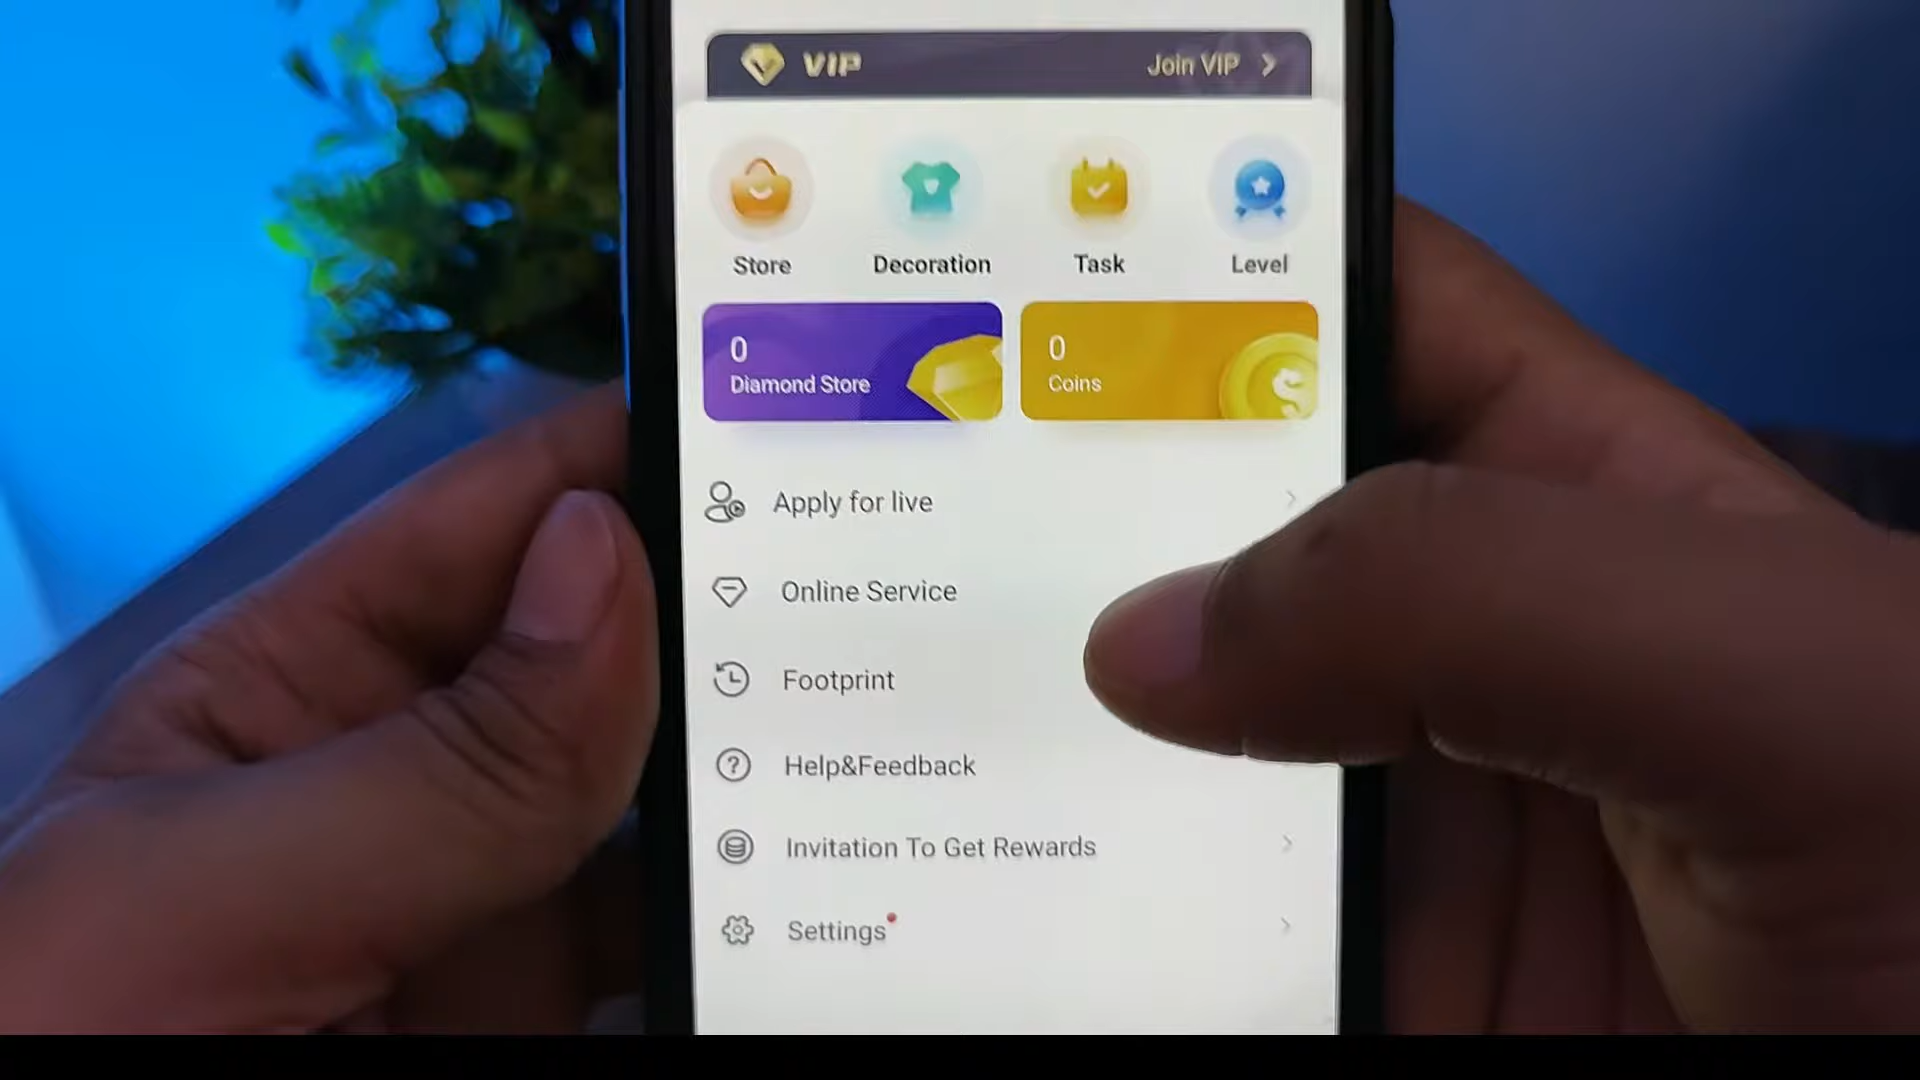 VIP Join VIP
Store Decoration Task Level
0 0
Diamond Store Coins
Apply for live
Online Service
Footprint
Help&Feedback
Invitation To Get Rewards
Settings